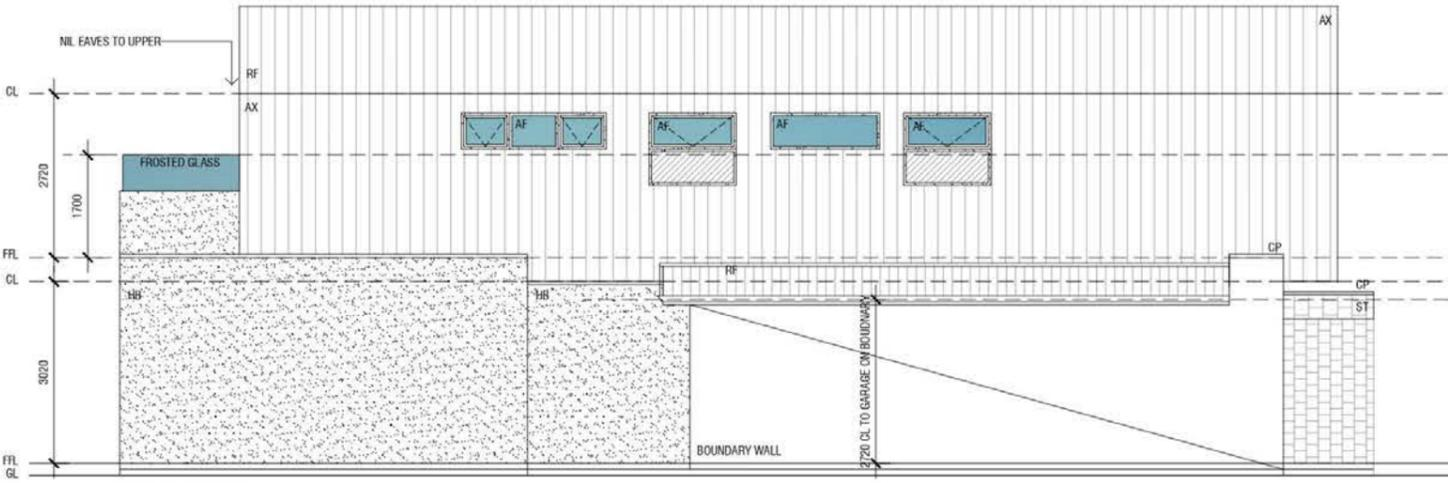 AX
NIL EAVES TO UPPER
RF
CL
AX
AF
AF
AF
AF
FROSTED GLASS
2720
1700
FFL
CP
CL
RF
CP
HB
HB
ST
3020
2720 CL TO GARAGE ON BOUDNARY
BOUNDARY WALL
FFL
GL